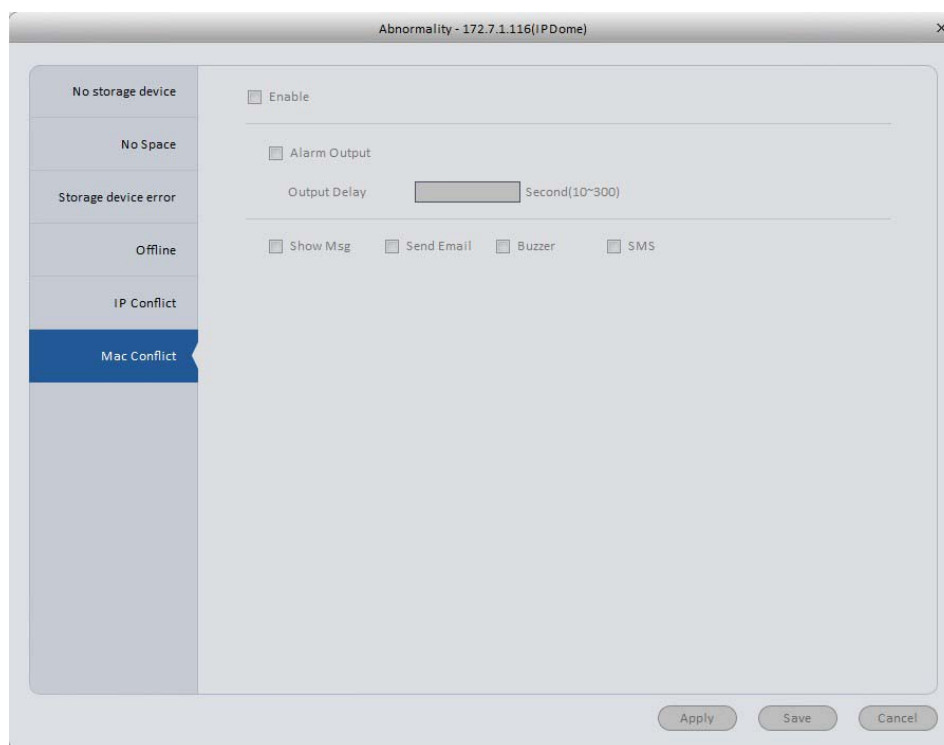 Abnormality - 172.7.1.116(IPDome)
No storage device
No Space
Storage device error
Offline
IP Conflict
Mac Conflict
Enable
Alarm Output
Output Delay Second(10~300)
Show Msg Send Email Buzzer SMS
Apply Save Cancel